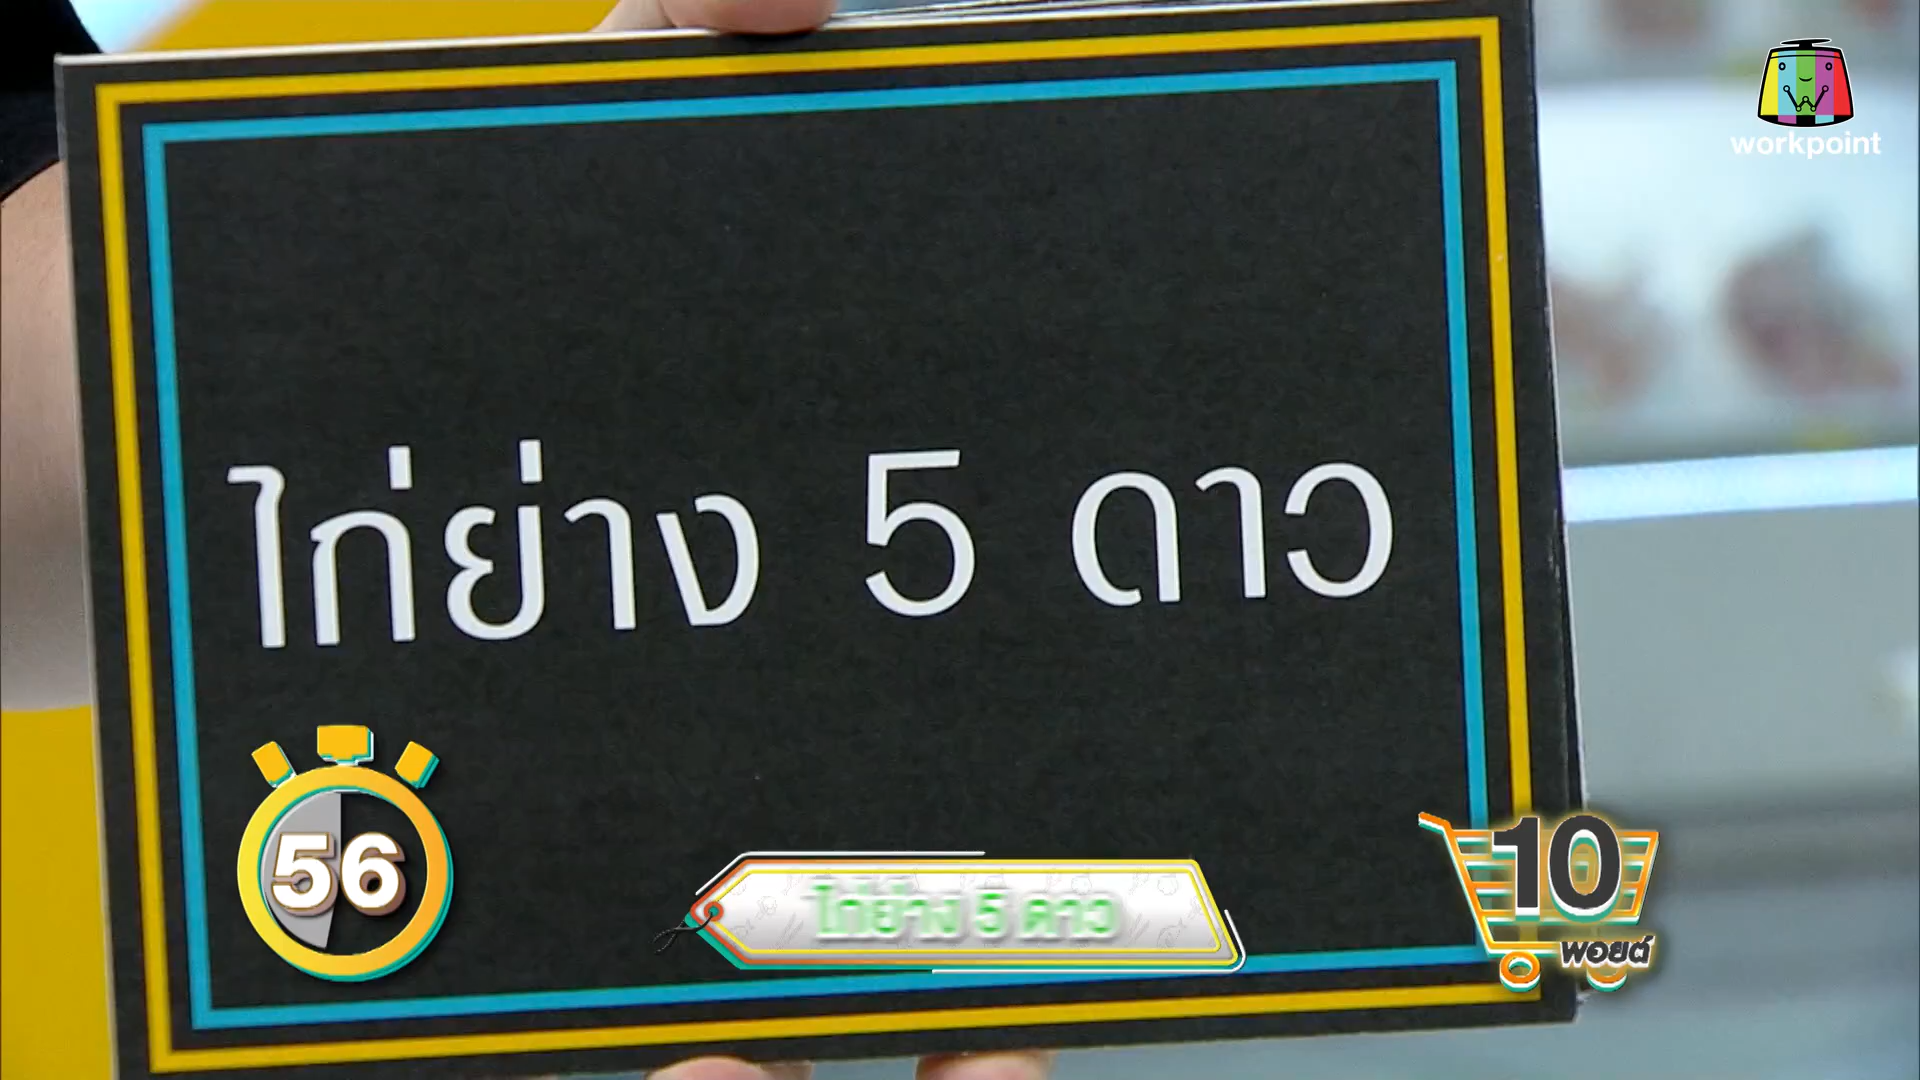 workpoint
ไก่ย่าง 5 ดาว
56
ไก่ย่าง 5 ดาว
10
พอยต์